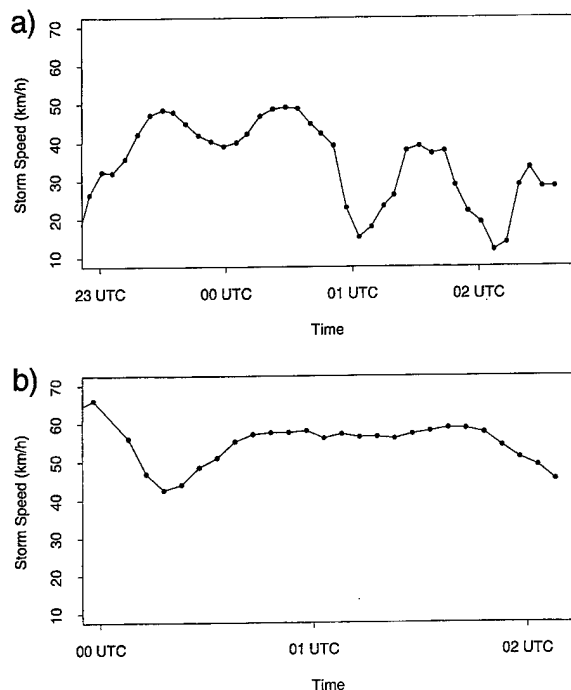 a)
70
60
50
40
30
20
10
Storm Speed (km/h)
23 UTC 00 UTC 01 UTC 02 UTC
Time
b)
70
60
50
40
30
20
10
Storm Speed (km/h)
00 UTC 01 UTC 02 UTC
Time